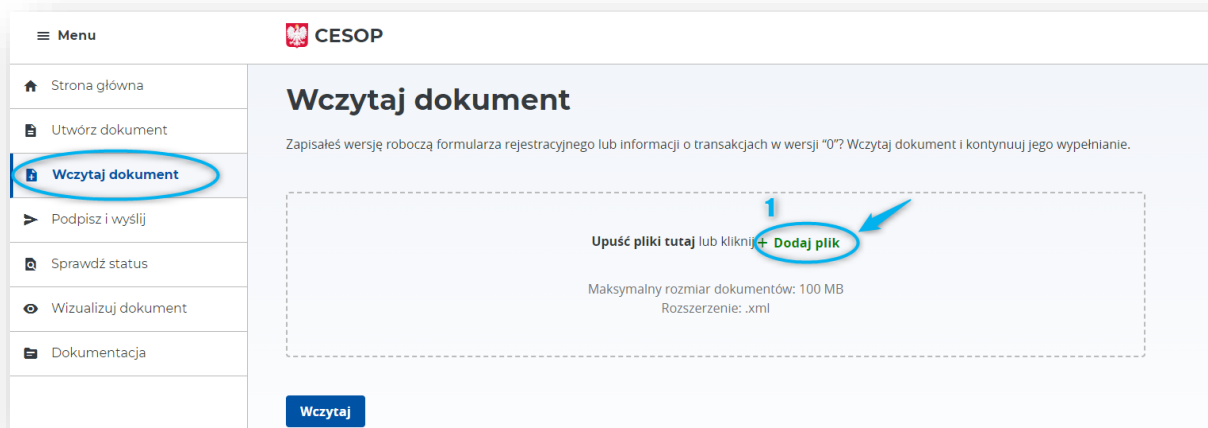 Menu
CESOP
Strona główna
Utwórz dokument
Wczytaj dokument
Podpisz i wyślij
Sprawdź status
Wizualizuj dokument
Dokumentacja
Wczytaj dokument
Zapisałeś wersję roboczą formularza rejestracyjnego lub informacji o transakcjach w wersji “0”? Wczytaj dokument i kontynuuj jego wypełnianie.
1
Upuść pliki tutaj lub kliknij + Dodaj plik
Maksymalny rozmiar dokumentów: 100 MB
Rozszerzenie: .xml
Wczytaj